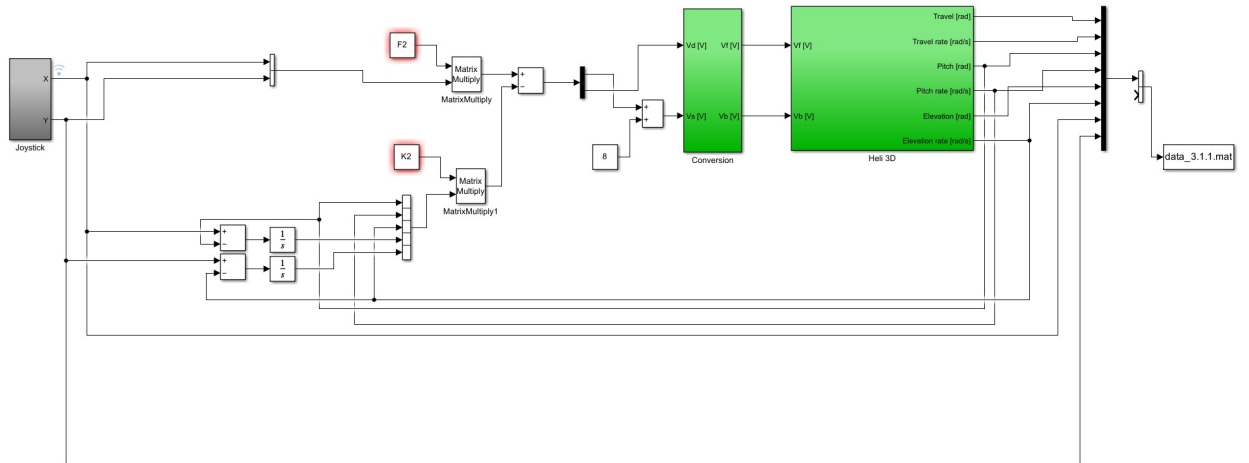 X
Y
Joystick
F2
Matrix
Multiply
MatrixMultiply
+
−
K2
Matrix
Multiply
MatrixMultiply1
+
−
1
s
+
−
1
s
8
+
+
Vd [V]
Vs [V]
Vf [V]
Vb [V]
Conversion
Vf [V]
Vb [V]
Travel [rad]
Travel rate [rad/s]
Pitch [rad]
Pitch rate [rad/s]
Elevation [rad]
Elevation rate [rad/s]
Heli 3D
data_3.1.1.mat